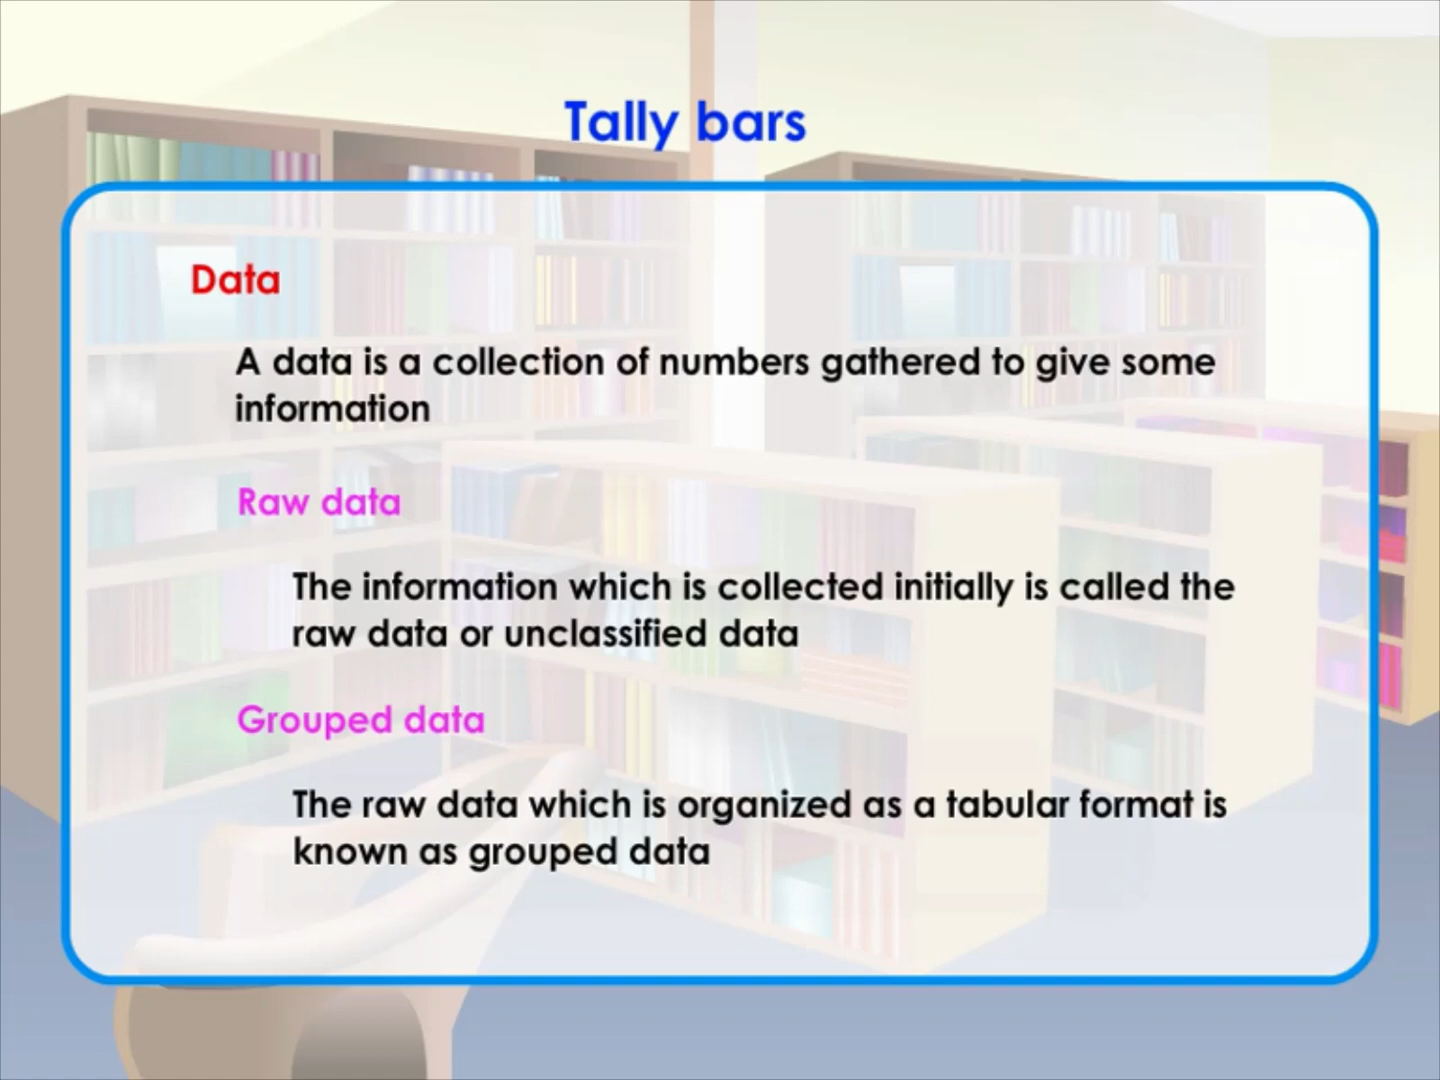 Tally bars
Data
A data is a collection of numbers gathered to give some
information
Raw data
The information which is collected initially is called the
raw data or unclassified data
Grouped data
The raw data which is organized as a tabular format is
known as grouped data